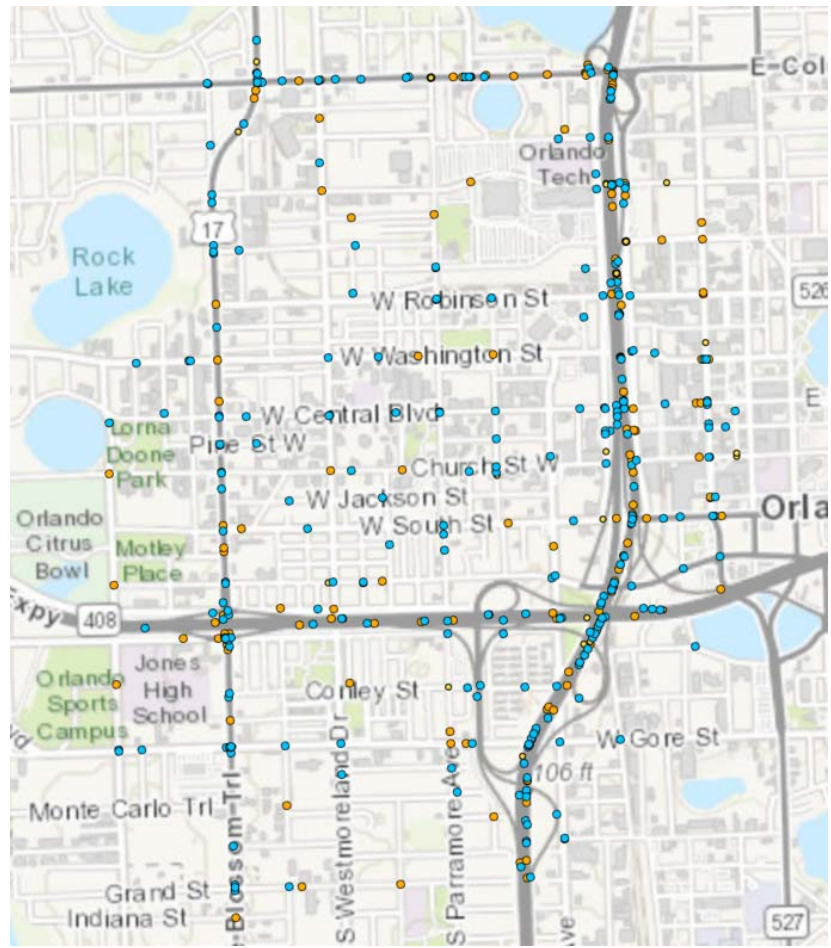 E-Col
Orlando
Tech
17
Rock
Lake
W Robinson St
526
W Washington St
E
W Central Blvd
Lorna
Doone
Park
Pine St W
Church St W
W Jackson St
W South St
Orla
Orlando
Citrus
Bowl
Motley
Place
Expy
408
Jones
High
School
Orlando
Sports
Campus
Conley St
vd
W Gore St
106 ft
Monte Carlo Trl
Blossom-Trl
S Westmoreland Dr
S Parramore Ave
Ave
Grand St
Indiana St
527